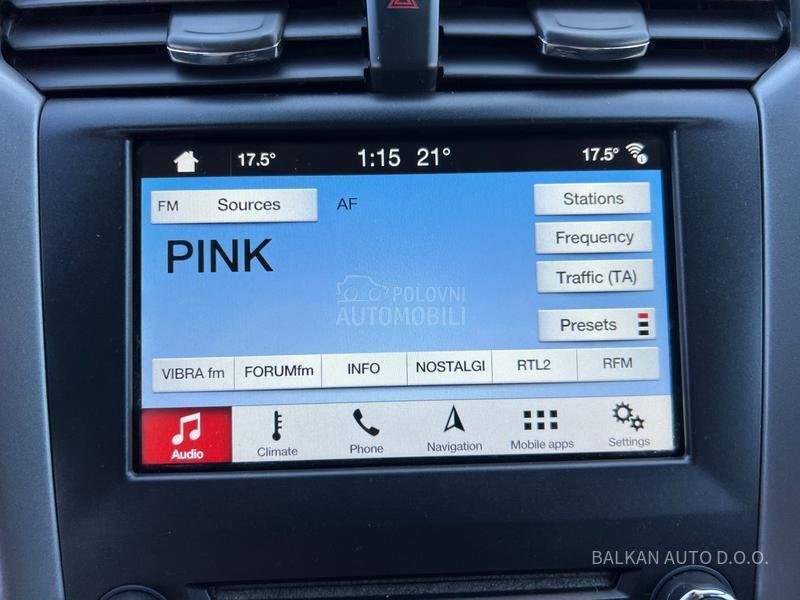 17.5° 1:15 21° 17.5°
FM Sources AF Stations
PINK
Frequency
Traffic (TA)
POLOVNI
AUTOMOBILI
Presets
VIBRA fm FORUMfm INFO NOSTALGI RTL2 RFM
Audio Climate Phone Navigation Mobile apps Settings
BALKAN AUTO D.O.O.